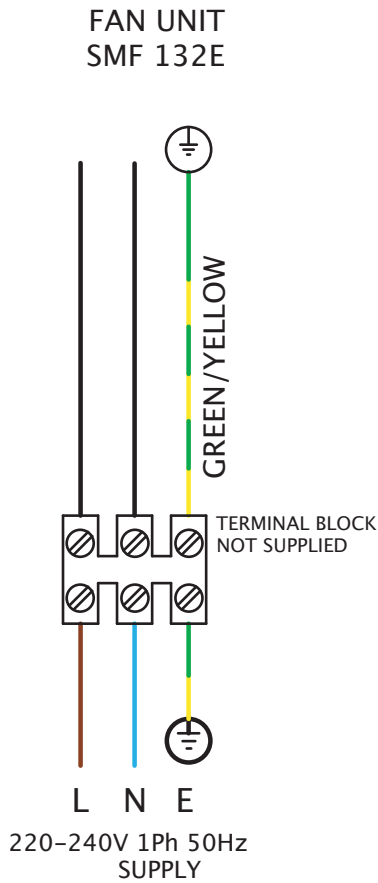 FAN UNIT
SMF 132E
GREEN/YELLOW
TERMINAL BLOCK
NOT SUPPLIED
L N E
220-240V 1Ph 50Hz
SUPPLY